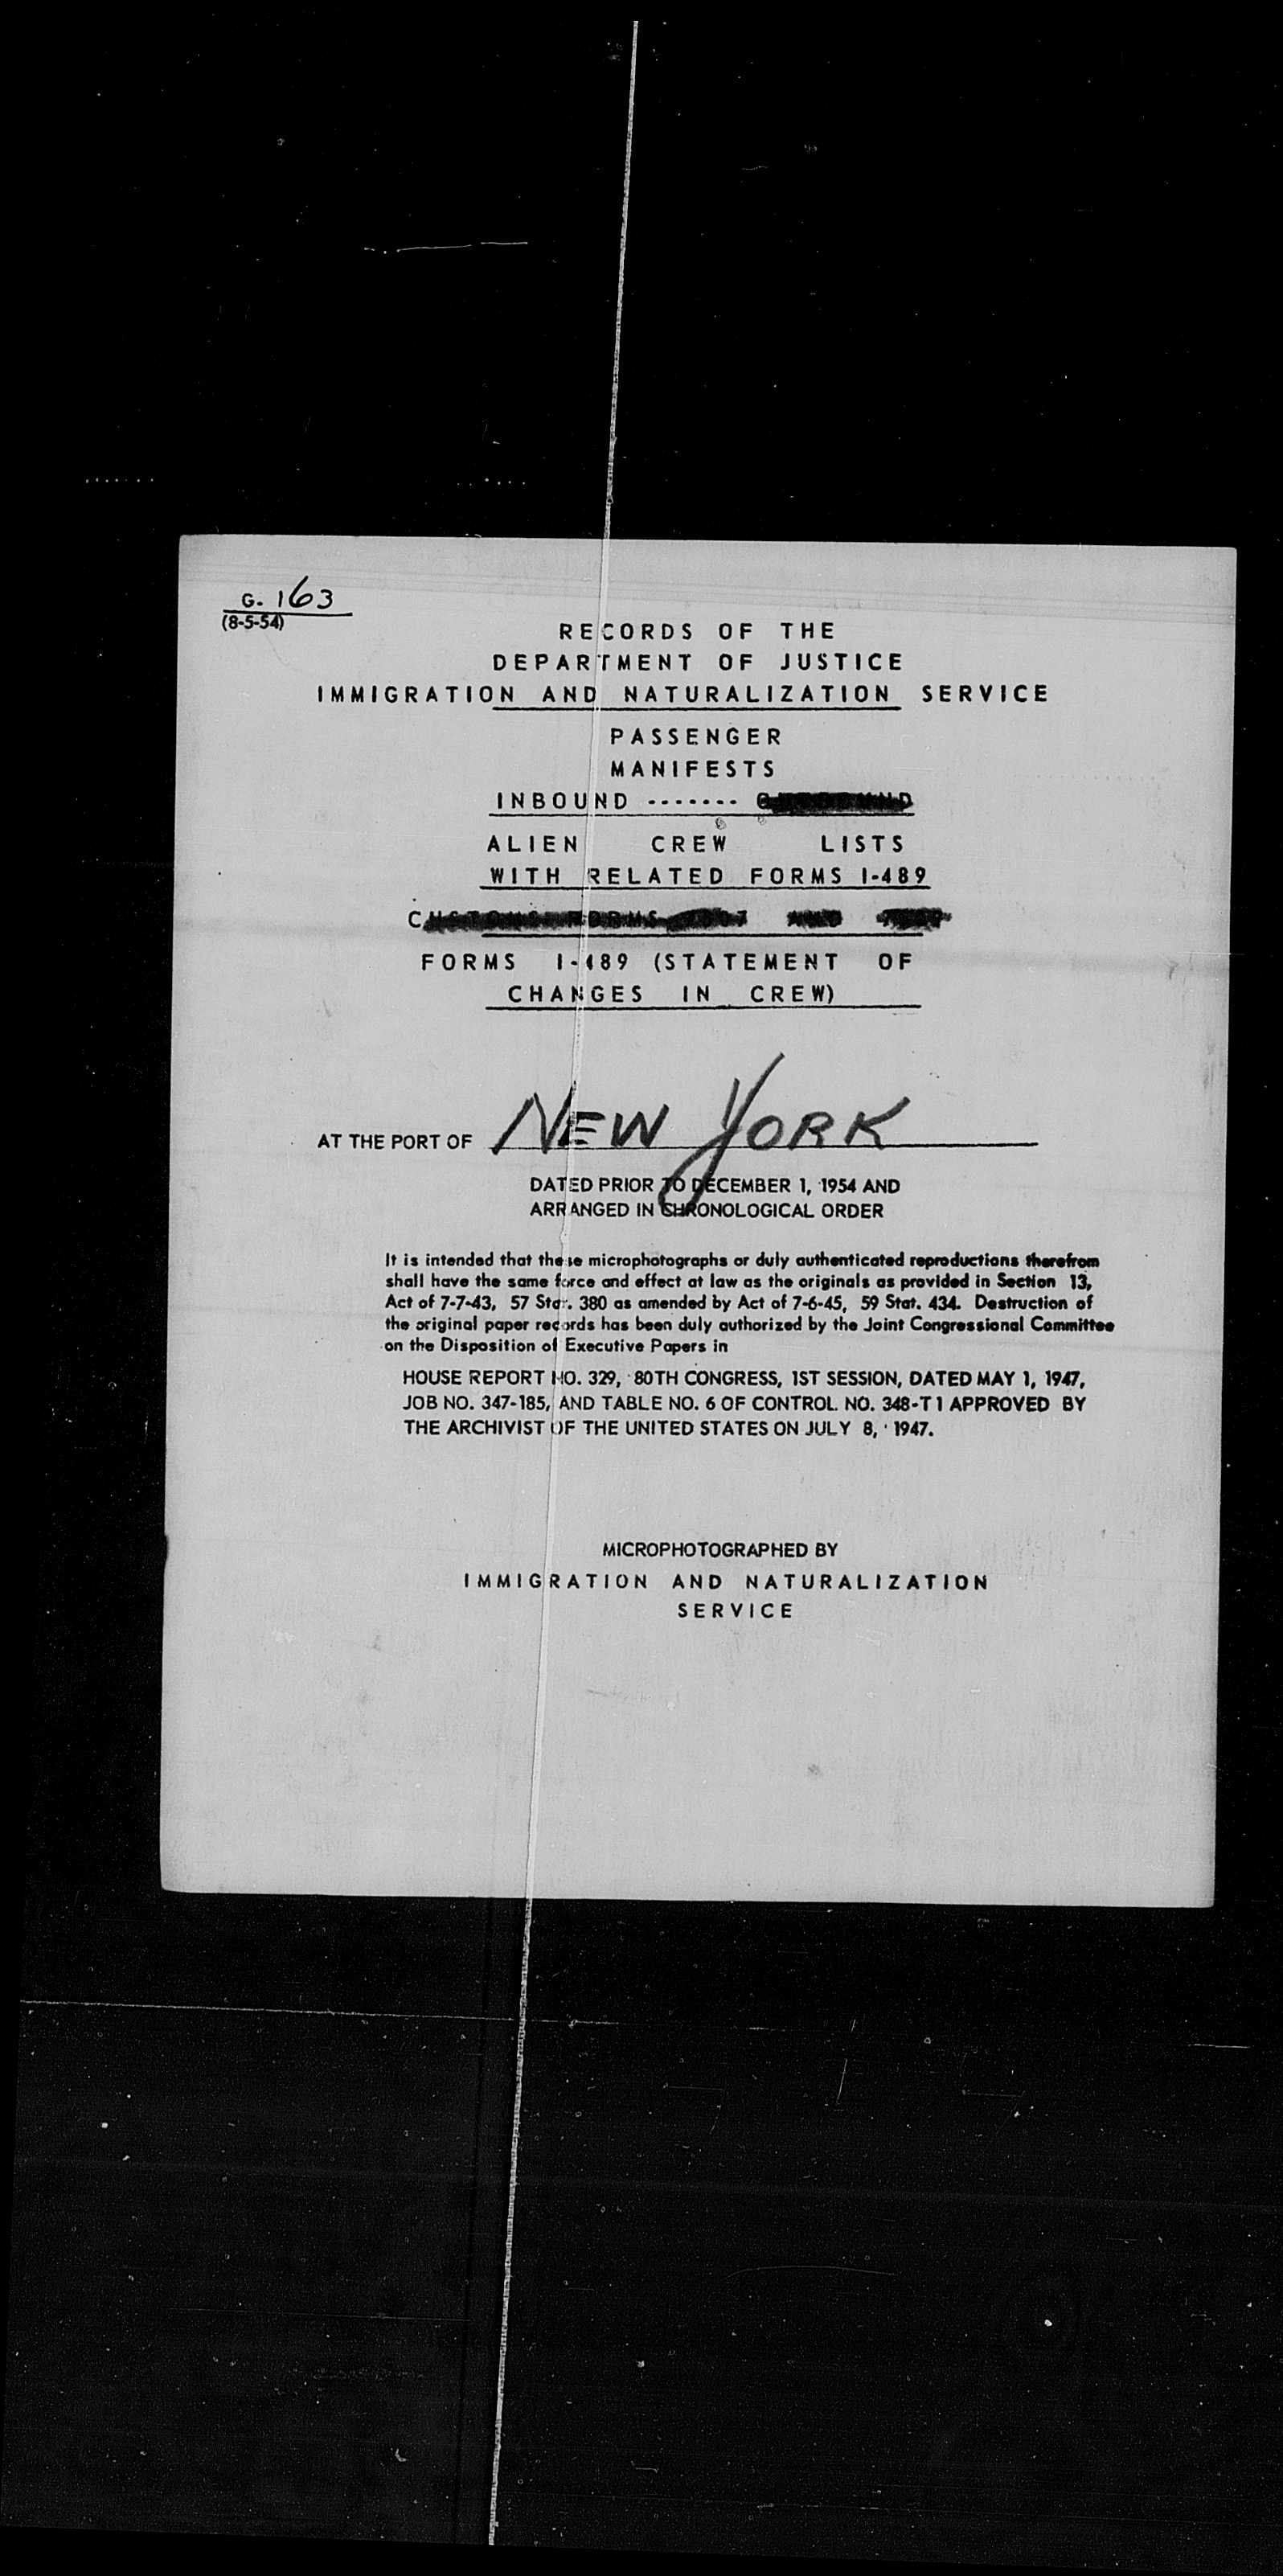 G. 163
(8-5-54)
RECORDS OF THE
DEPARTMENT OF JUSTICE
IMMIGRATION AND NATURALIZATION SERVICE
PASSENGER
MANIFESTS
INBOUND -------
ALIEN CREW LISTS
WITH RELATED FORMS I-489
FORMS I-489 (STATEMENT OF
CHANGES IN CREW)
AT THE PORT OF NEW YORK
DATED PRIOR TO DECEMBER 1, 1954 AND
ARRANGED IN CHRONOLOGICAL ORDER
It is intended that these microphotographs or duly authenticated reproductions therefrom
shall have the same force and effect at law as the originals as provided in Section 13,
Act of 7-7-43, 57 Stat. 380 as amended by Act of 7-6-45, 59 Stat. 434. Destruction of
the original paper records has been duly authorized by the Joint Congressional Committee
on the Disposition of Executive Papers in
HOUSE REPORT NO. 329, 80TH CONGRESS, 1ST SESSION, DATED MAY 1, 1947,
JOB NO. 347-185, AND TABLE NO. 6 OF CONTROL NO. 348-T1 APPROVED BY
THE ARCHIVIST OF THE UNITED STATES ON JULY 8, 1947.
MICROPHOTOGRAPHED BY
IMMIGRATION AND NATURALIZATION
SERVICE